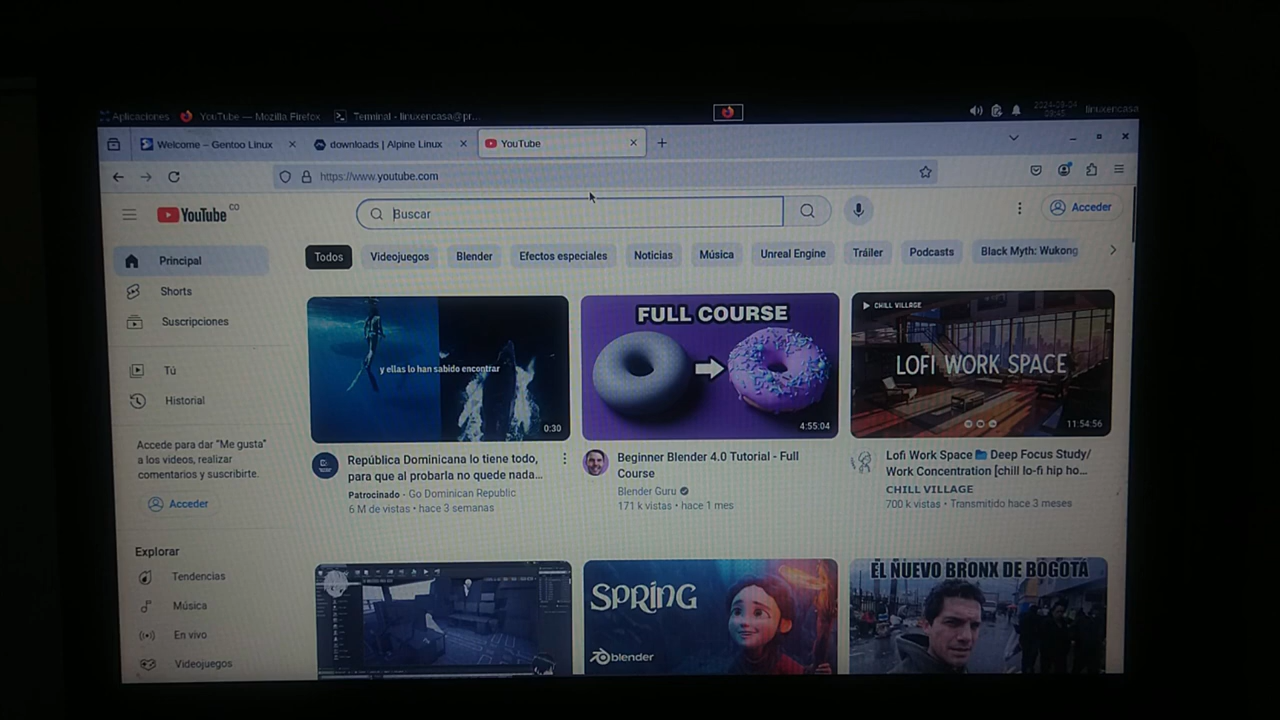 Aplicaciones
YouTube — Mozilla Firefox
Terminal - linuxencasa@pr...
linuxencasa
Welcome – Gentoo Linux
downloads | Alpine Linux
YouTube
https://www.youtube.com
YouTube CO
Buscar
Acceder
Todos
Videojuegos
Blender
Efectos especiales
Noticias
Música
Unreal Engine
Tráiler
Podcasts
Black Myth: Wukong
Principal
Shorts
Suscripciones
Tú
Historial
Accede para dar "Me gusta"
a los videos, realizar
comentarios y suscribirte.
Acceder
Explorar
Tendencias
Música
En vivo
Videojuegos
y ellas lo han sabido encontrar
0:30
República Dominicana lo tiene todo,
para que al probarla no quede nada...
Patrocinado - Go Dominican Republic
6 M de vistas • hace 3 semanas
FULL COURSE
4:55:04
Beginner Blender 4.0 Tutorial - Full
Course
Blender Guru
171 k vistas • hace 1 mes
CHILL VILLAGE
LOFI WORK SPACE
11:54:56
Lofi Work Space Deep Focus Study/
Work Concentration [chill lo-fi hip ho...
CHILL VILLAGE
700 k vistas • Transmitido hace 3 meses
SPRING
blender
EL NUEVO BRONX DE BOGOTÁ